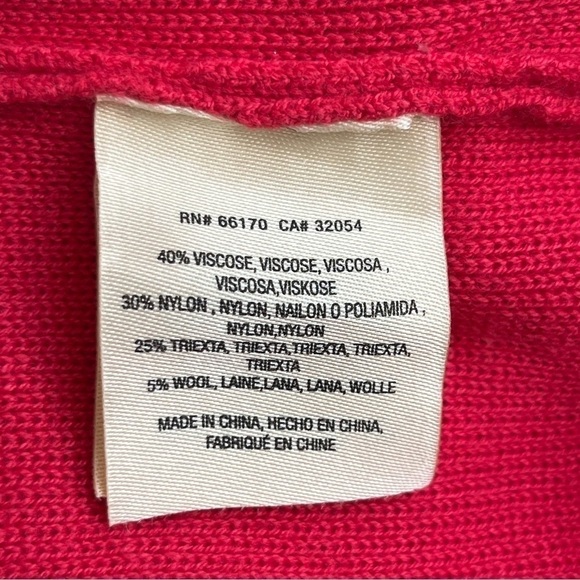 RN# 66170 CA# 32054
40% VISCOSE, VISCOSE, VISCOSA ,
VISCOSA,VISKOSE
30% NYLON , NYLON, NAILON O POLIAMIDA ,
NYLON,NYLON
25% TRIEXTA, TRIEXTA,TRIEXTA, TRIEXTA,
TRIEXTA
5% WOOL, LAINE,LANA, LANA, WOLLE
MADE IN CHINA, HECHO EN CHINA,
FABRIQUÉ EN CHINE